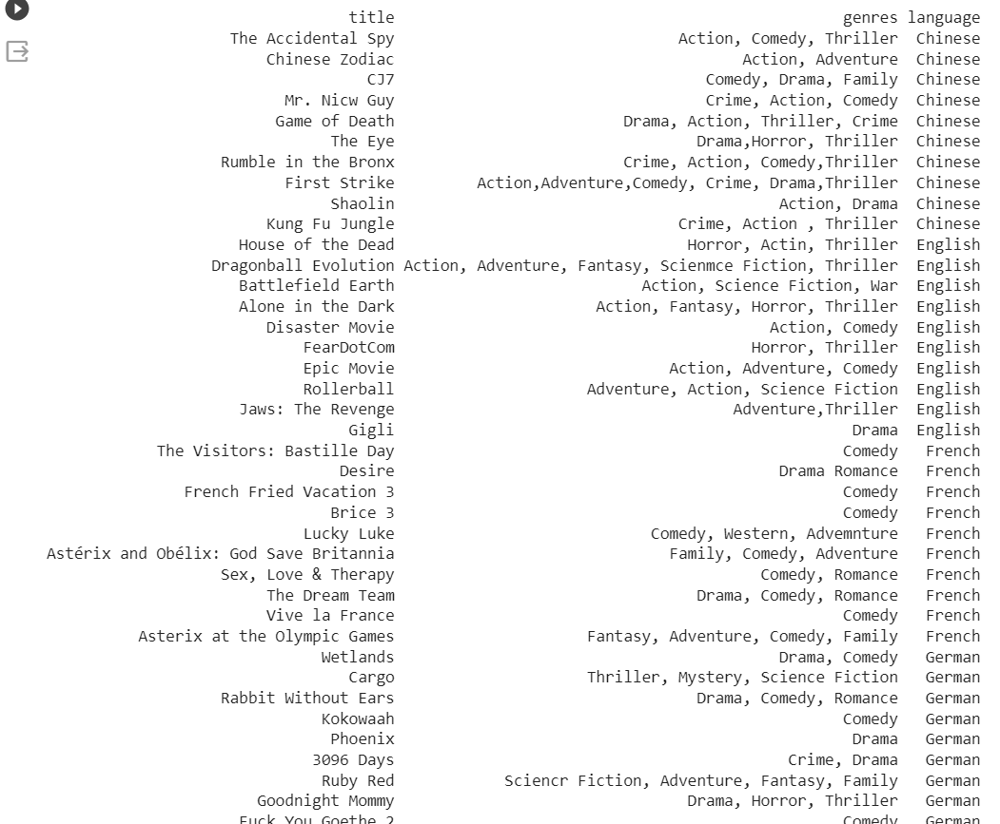 title genres language
The Accidental Spy Action, Comedy, Thriller Chinese
Chinese Zodiac Action, Adventure Chinese
CJ7 Comedy, Drama, Family Chinese
Mr. Nicw Guy Crime, Action, Comedy Chinese
Game of Death Drama, Action, Thriller, Crime Chinese
The Eye Drama,Horror, Thriller Chinese
Rumble in the Bronx Crime, Action, Comedy,Thriller Chinese
First Strike Action,Adventure,Comedy, Crime, Drama,Thriller Chinese
Shaolin Action, Drama Chinese
Kung Fu Jungle Crime, Action , Thriller Chinese
House of the Dead Horror, Actin, Thriller English
Dragonball Evolution Action, Adventure, Fantasy, Scienmce Fiction, Thriller English
Battlefield Earth Action, Science Fiction, War English
Alone in the Dark Action, Fantasy, Horror, Thriller English
Disaster Movie Action, Comedy English
FearDotCom Horror, Thriller English
Epic Movie Action, Adventure, Comedy English
Rollerball Adventure, Action, Science Fiction English
Jaws: The Revenge Adventure,Thriller English
Gigli Drama English
The Visitors: Bastille Day Comedy French
Desire Drama Romance French
French Fried Vacation 3 Comedy French
Brice 3 Comedy French
Lucky Luke Comedy, Western, Advemnture French
Astérix and Obélix: God Save Britannia Family, Comedy, Adventure French
Sex, Love & Therapy Comedy, Romance French
The Dream Team Drama, Comedy, Romance French
Vive la France Comedy French
Asterix at the Olympic Games Fantasy, Adventure, Comedy, Family French
Wetlands Drama, Comedy German
Cargo Thriller, Mystery, Science Fiction German
Rabbit Without Ears Drama, Comedy, Romance German
Kokowaah Comedy German
Phoenix Drama German
3096 Days Crime, Drama German
Ruby Red Sciencr Fiction, Adventure, Fantasy, Family German
Goodnight Mommy Drama, Horror, Thriller German
Fuck You Goethe 2 Comedy German